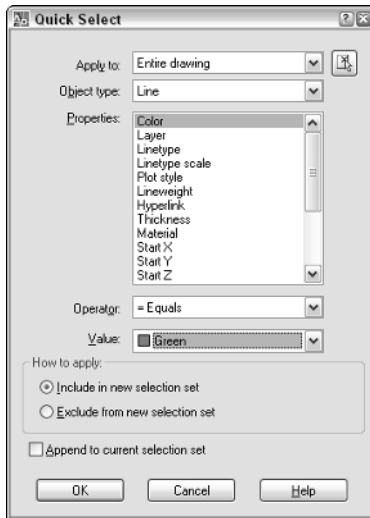 Quick Select
Apply to: Entire drawing
Object type: Line
Properties: Color
Layer
Linetype
Linetype scale
Plot style
Lineweight
Hyperlink
Thickness
Material
Start X
Start Y
Start Z
Operator: = Equals
Value: Green
How to apply:
Include in new selection set
Exclude from new selection set
Append to current selection set
OK Cancel Help